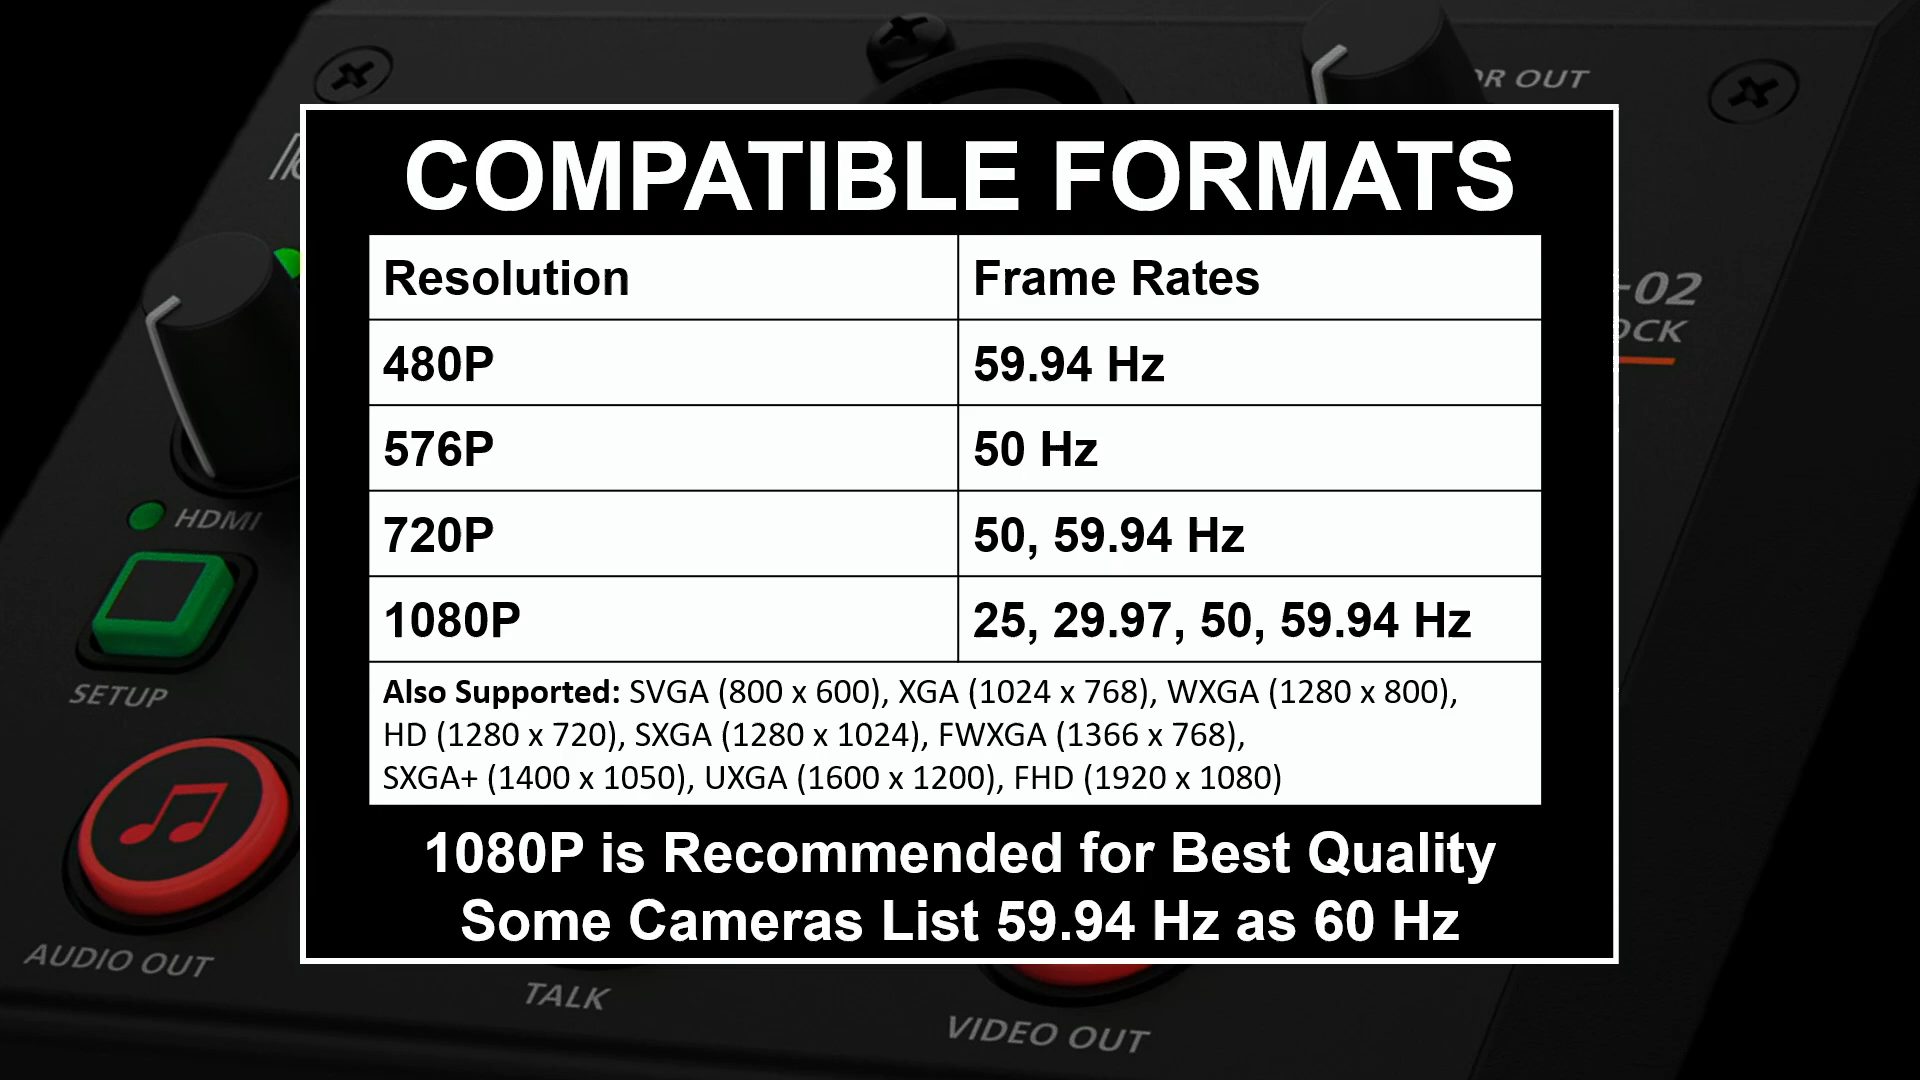 OR OUT
COMPATIBLE FORMATS
Resolution Frame Rates
480P 59.94 Hz
576P 50 Hz
720P 50, 59.94 Hz
1080P 25, 29.97, 50, 59.94 Hz
Also Supported: SVGA (800 x 600), XGA (1024 x 768), WXGA (1280 x 800),
HD (1280 x 720), SXGA (1280 x 1024), FWXGA (1366 x 768),
SXGA+ (1400 x 1050), UXGA (1600 x 1200), FHD (1920 x 1080)
1080P is Recommended for Best Quality
Some Cameras List 59.94 Hz as 60 Hz
-02
OCK
HDMI
SETUP
AUDIO OUT
TALK
VIDEO OUT